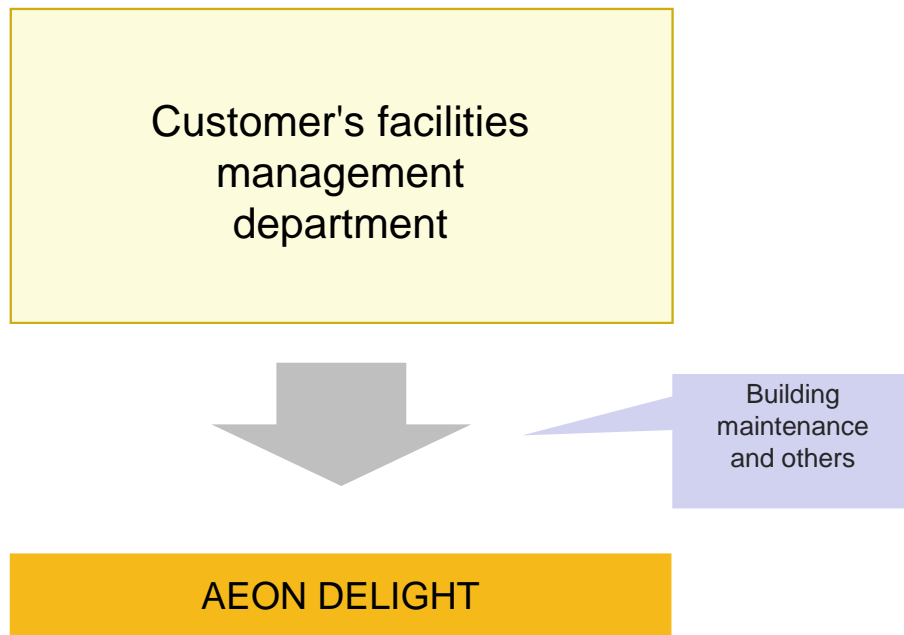 Customer's facilities
management
department
Building
maintenance
and others
AEON DELIGHT